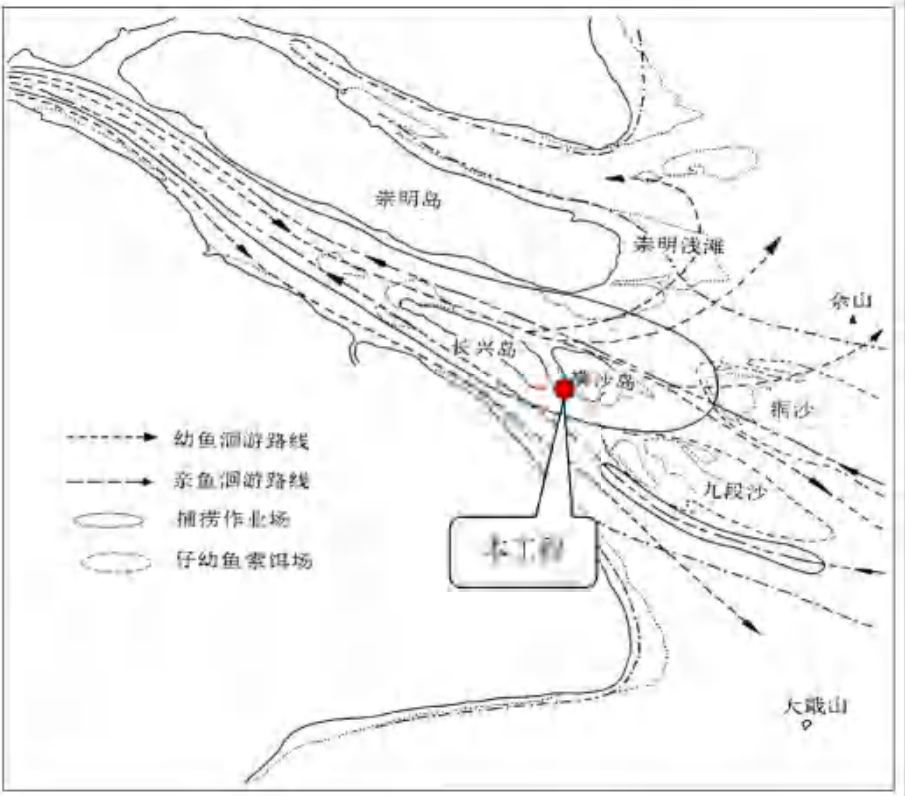 崇明岛
崇明浅滩
佘山
长兴岛
横沙岛
铜沙
九段沙
幼鱼洄游路线
亲鱼洄游路线
捕捞作业场
仔幼鱼索饵场
本工程
大戢山